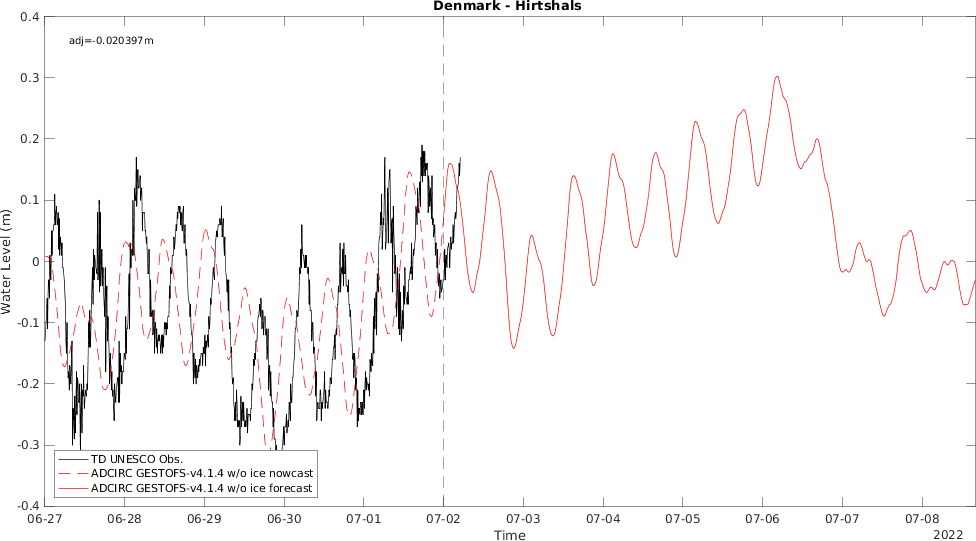 Denmark - Hirtshals
adj=-0.020397m
Water Level (m)
0.4
0.3
0.2
0.1
0
-0.1
-0.2
-0.3
-0.4
TD UNESCO Obs.
ADCIRC GESTOFS-v4.1.4 w/o ice nowcast
ADCIRC GESTOFS-v4.1.4 w/o ice forecast
06-27 06-28 06-29 06-30 07-01 07-02 07-03 07-04 07-05 07-06 07-07 07-08
Time
2022